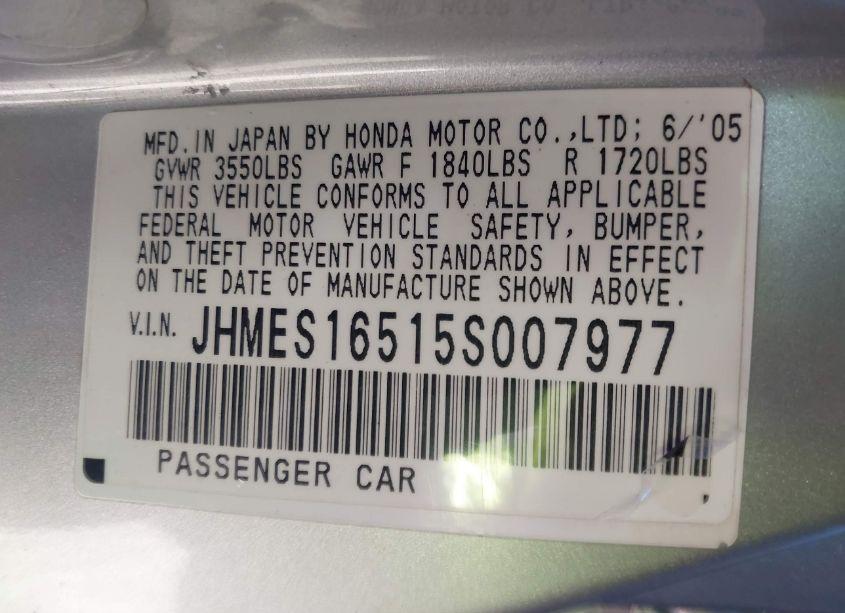 MFD. IN JAPAN BY HONDA MOTOR CO.,LTD; 6/'05
GVWR 3550LBS GAWR F 1840LBS R 1720LBS
THIS VEHICLE CONFORMS TO ALL APPLICABLE
FEDERAL MOTOR VEHICLE SAFETY, BUMPER,
AND THEFT PREVENTION STANDARDS IN EFFECT
ON THE DATE OF MANUFACTURE SHOWN ABOVE.
V.I.N. JHMES16515S007977
PASSENGER CAR